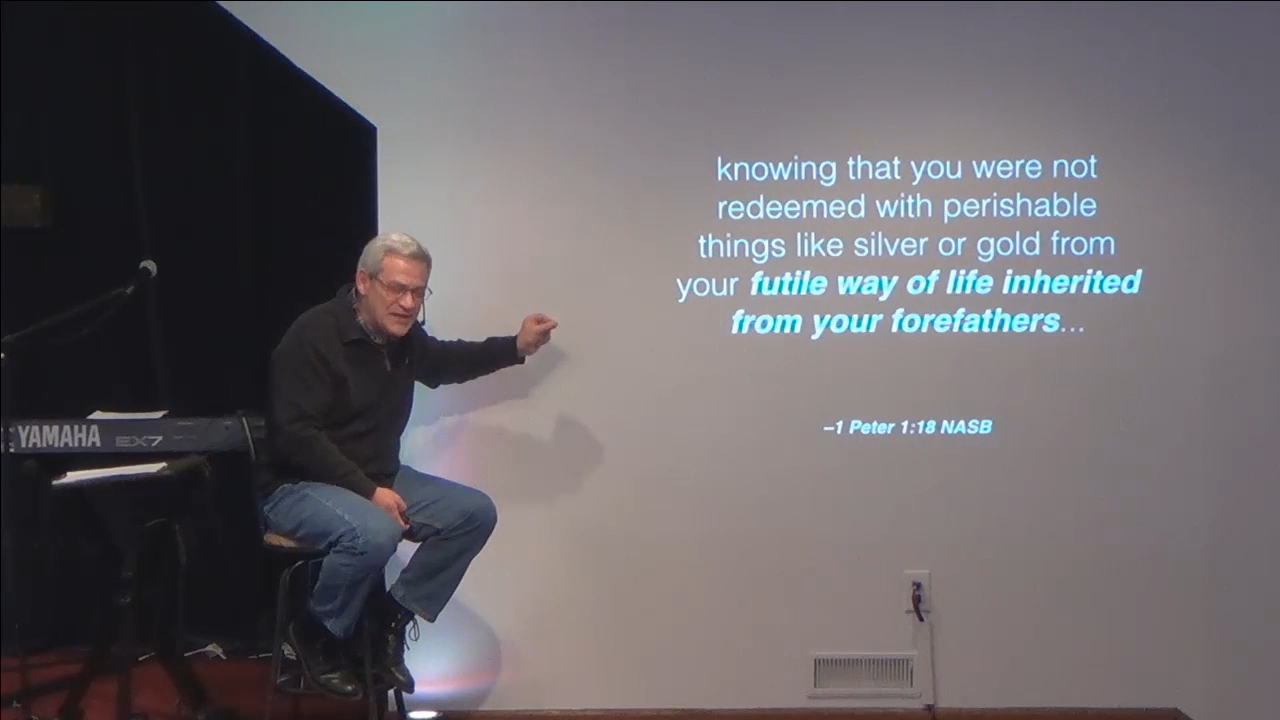 knowing that you were not
redeemed with perishable
things like silver or gold from
your futile way of life inherited
from your forefathers...
–1 Peter 1:18 NASB
YAMAHA EX7